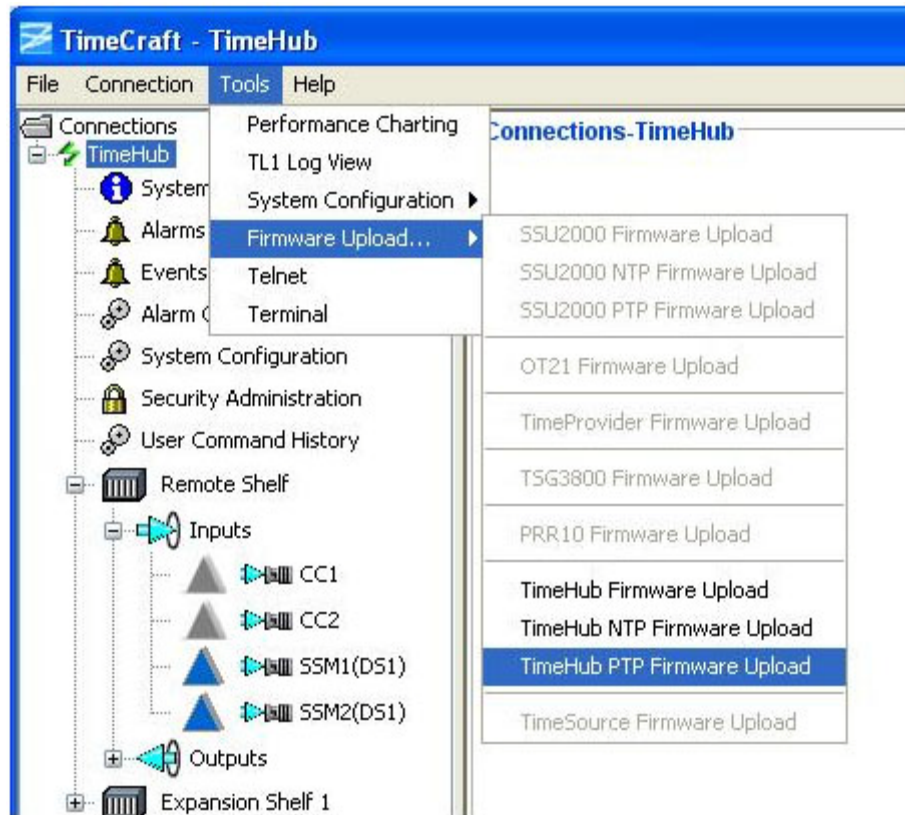 TimeCraft - TimeHub
File Connection Tools Help
Connections
TimeHub
System
Alarms
Events
Alarm
System Configuration
Security Administration
User Command History
Remote Shelf
Inputs
CC1
CC2
SSM1(DS1)
SSM2(DS1)
Outputs
Expansion Shelf 1
Performance Charting
TL1 Log View
System Configuration
Firmware Upload...
Telnet
Terminal
Connections-TimeHub
SSU2000 Firmware Upload
SSU2000 NTP Firmware Upload
SSU2000 PTP Firmware Upload
OT21 Firmware Upload
TimeProvider Firmware Upload
TSG3800 Firmware Upload
PRR10 Firmware Upload
TimeHub Firmware Upload
TimeHub NTP Firmware Upload
TimeHub PTP Firmware Upload
TimeSource Firmware Upload